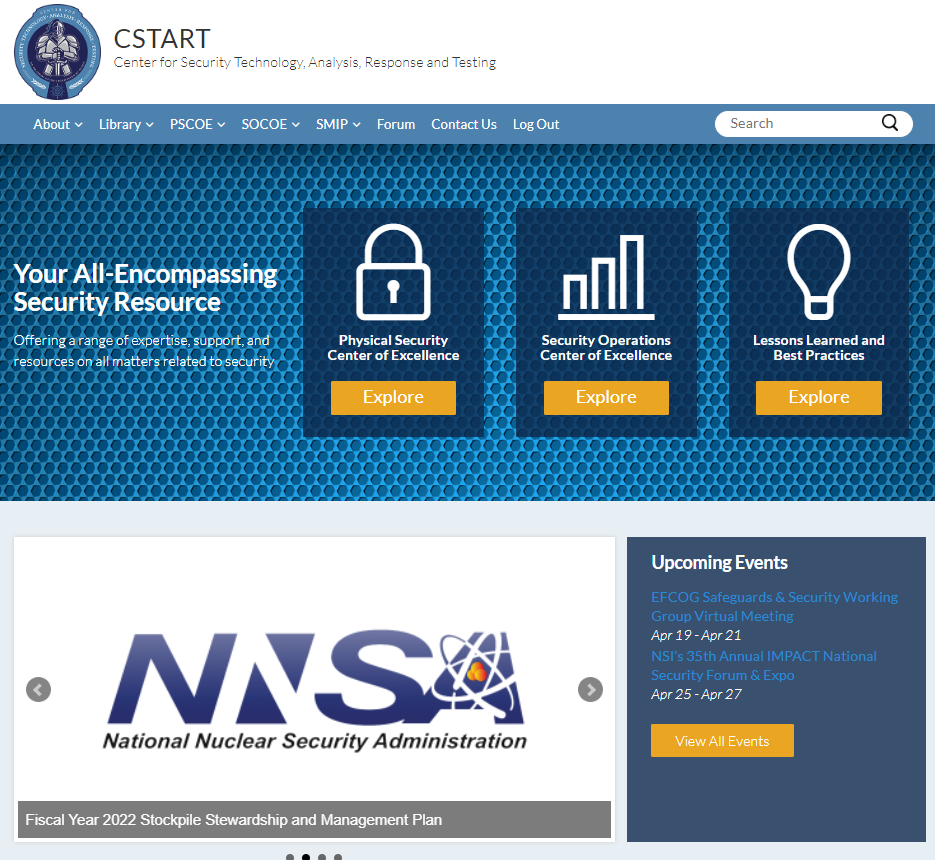 CSTART
Center for Security Technology, Analysis, Response and Testing
About
Library
PSCOE
SOCOE
SMIP
Forum
Contact Us
Log Out
Search
Your All-Encompassing
Security Resource
Offering a range of expertise, support, and
resources on all matters related to security
Physical Security
Center of Excellence
Explore
Security Operations
Center of Excellence
Explore
Lessons Learned and
Best Practices
Explore
NNSA
National Nuclear Security Administration
Fiscal Year 2022 Stockpile Stewardship and Management Plan
Upcoming Events
EFCOG Safeguards & Security Working
Group Virtual Meeting
Apr 19 - Apr 21
NSI's 35th Annual IMPACT National
Security Forum & Expo
Apr 25 - Apr 27
View All Events